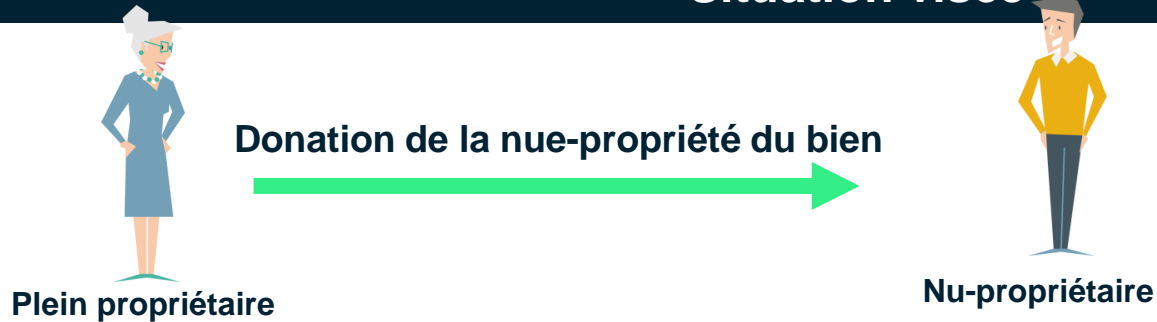 Donation de la nue-propriété du bien
Plein propriétaire
Nu-propriétaire